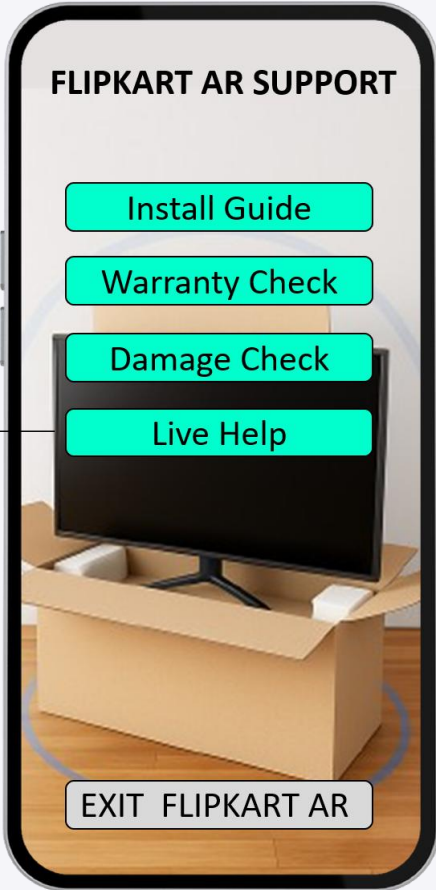 FLIPKART AR SUPPORT
Install Guide
Warranty Check
Damage Check
Live Help
EXIT FLIPKART AR